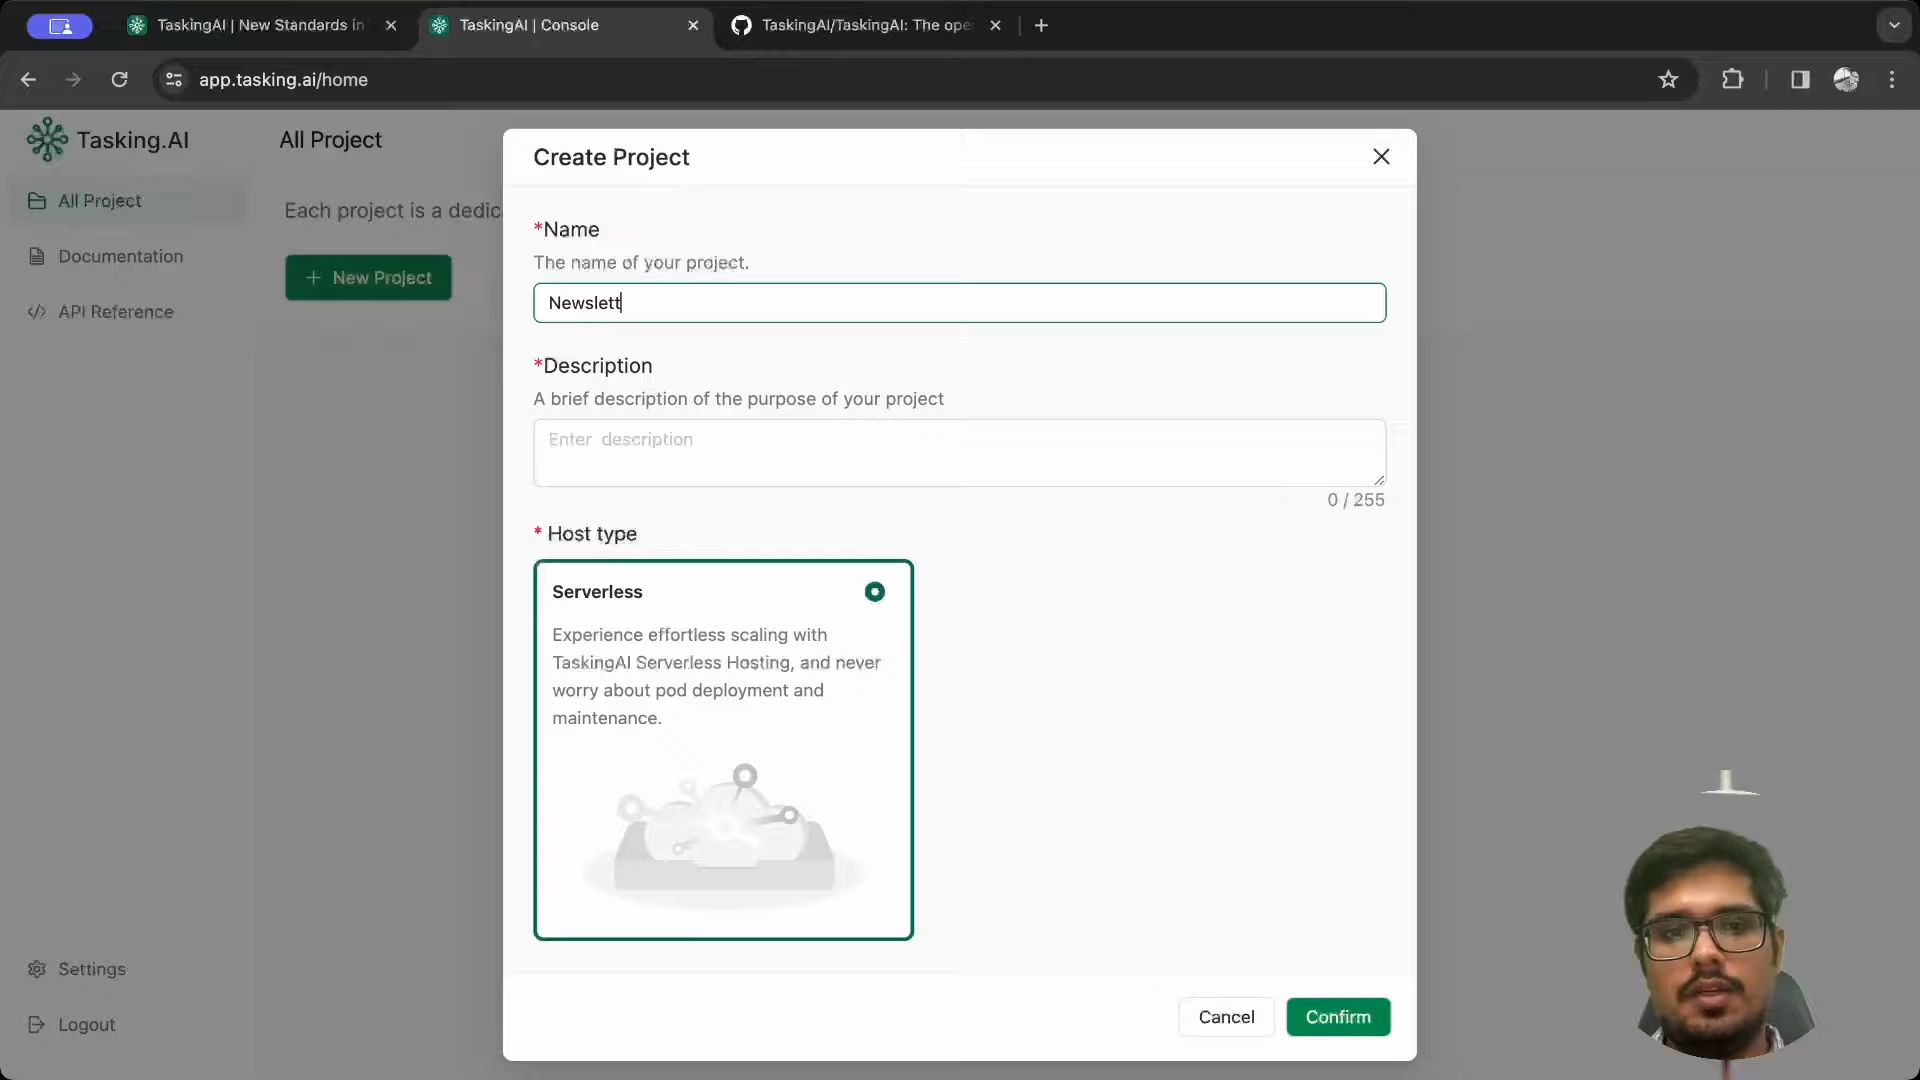 TaskingAI | New Standards in
TaskingAI | Console
TaskingAI/TaskingAI: The ope
app.tasking.ai/home
Tasking.AI
All Project
Documentation
API Reference
Settings
Logout
All Project
Each project is a dedic
+ New Project
Create Project
*Name
The name of your project.
Newslett
*Description
A brief description of the purpose of your project
Enter description
0 / 255
* Host type
Serverless
Experience effortless scaling with
TaskingAI Serverless Hosting, and never
worry about pod deployment and
maintenance.
Cancel
Confirm